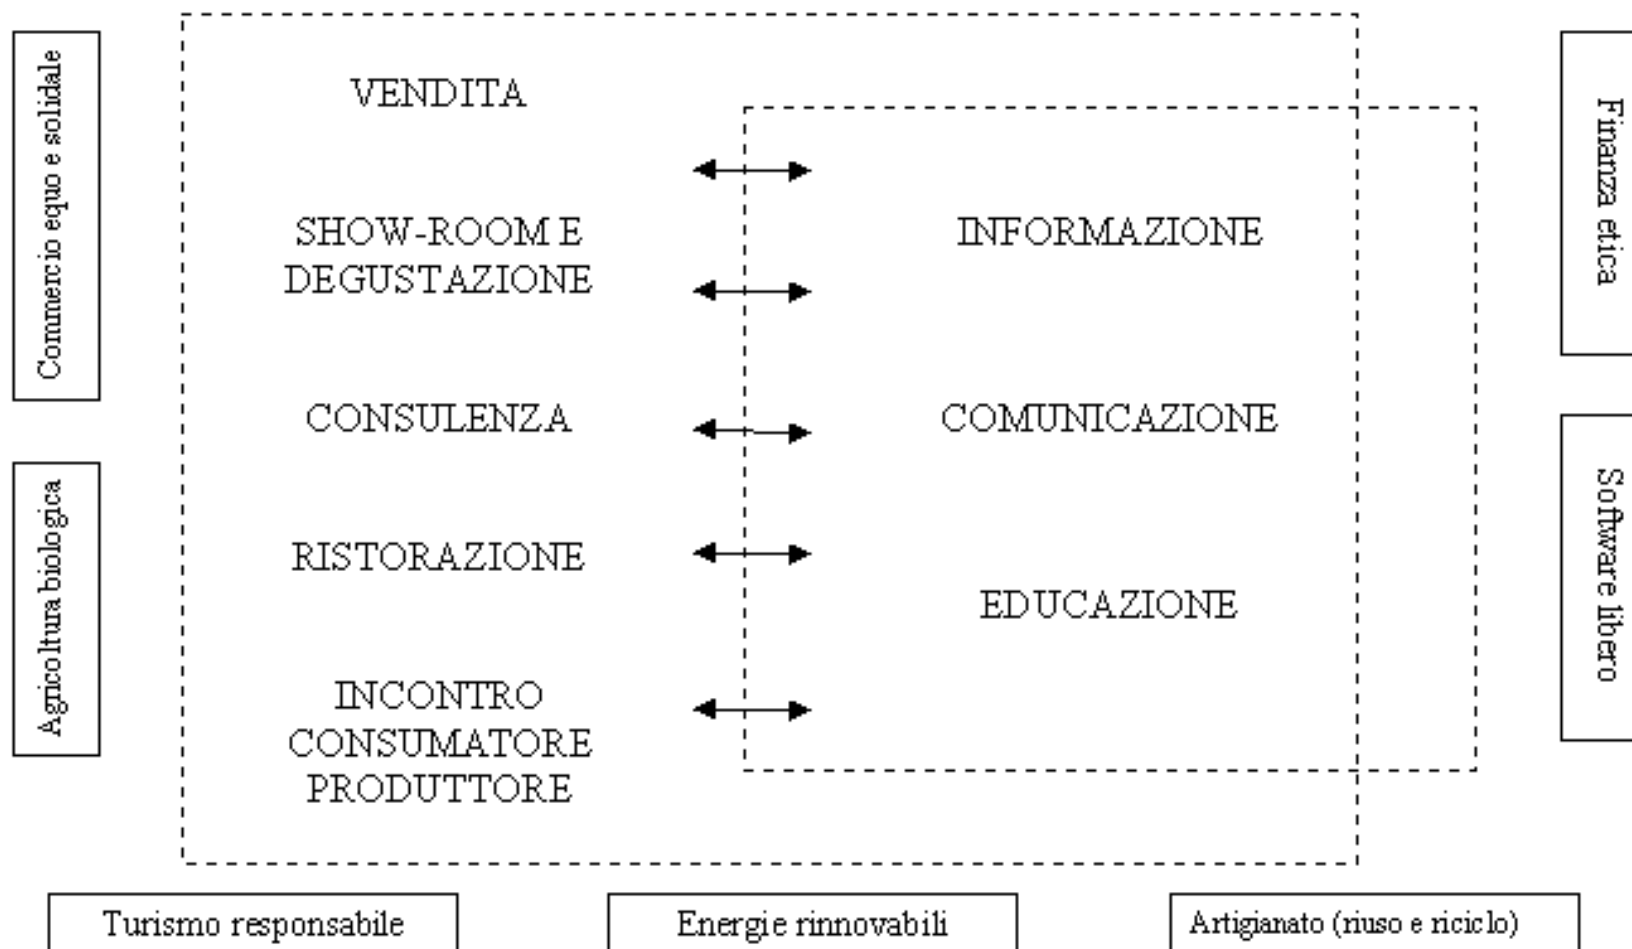 Commercio equo e solidale
Agricoltura biologica
VENDITA
SHOW-ROOM E
DEGUSTAZIONE
CONSULENZA
RISTORAZIONE
INCONTRO
CONSUMATORE
PRODUTTORE
INFORMAZIONE
COMUNICAZIONE
EDUCAZIONE
Finanza etica
Software libero
Turismo responsabile
Energie rinnovabili
Artigianato (riuso e riciclo)